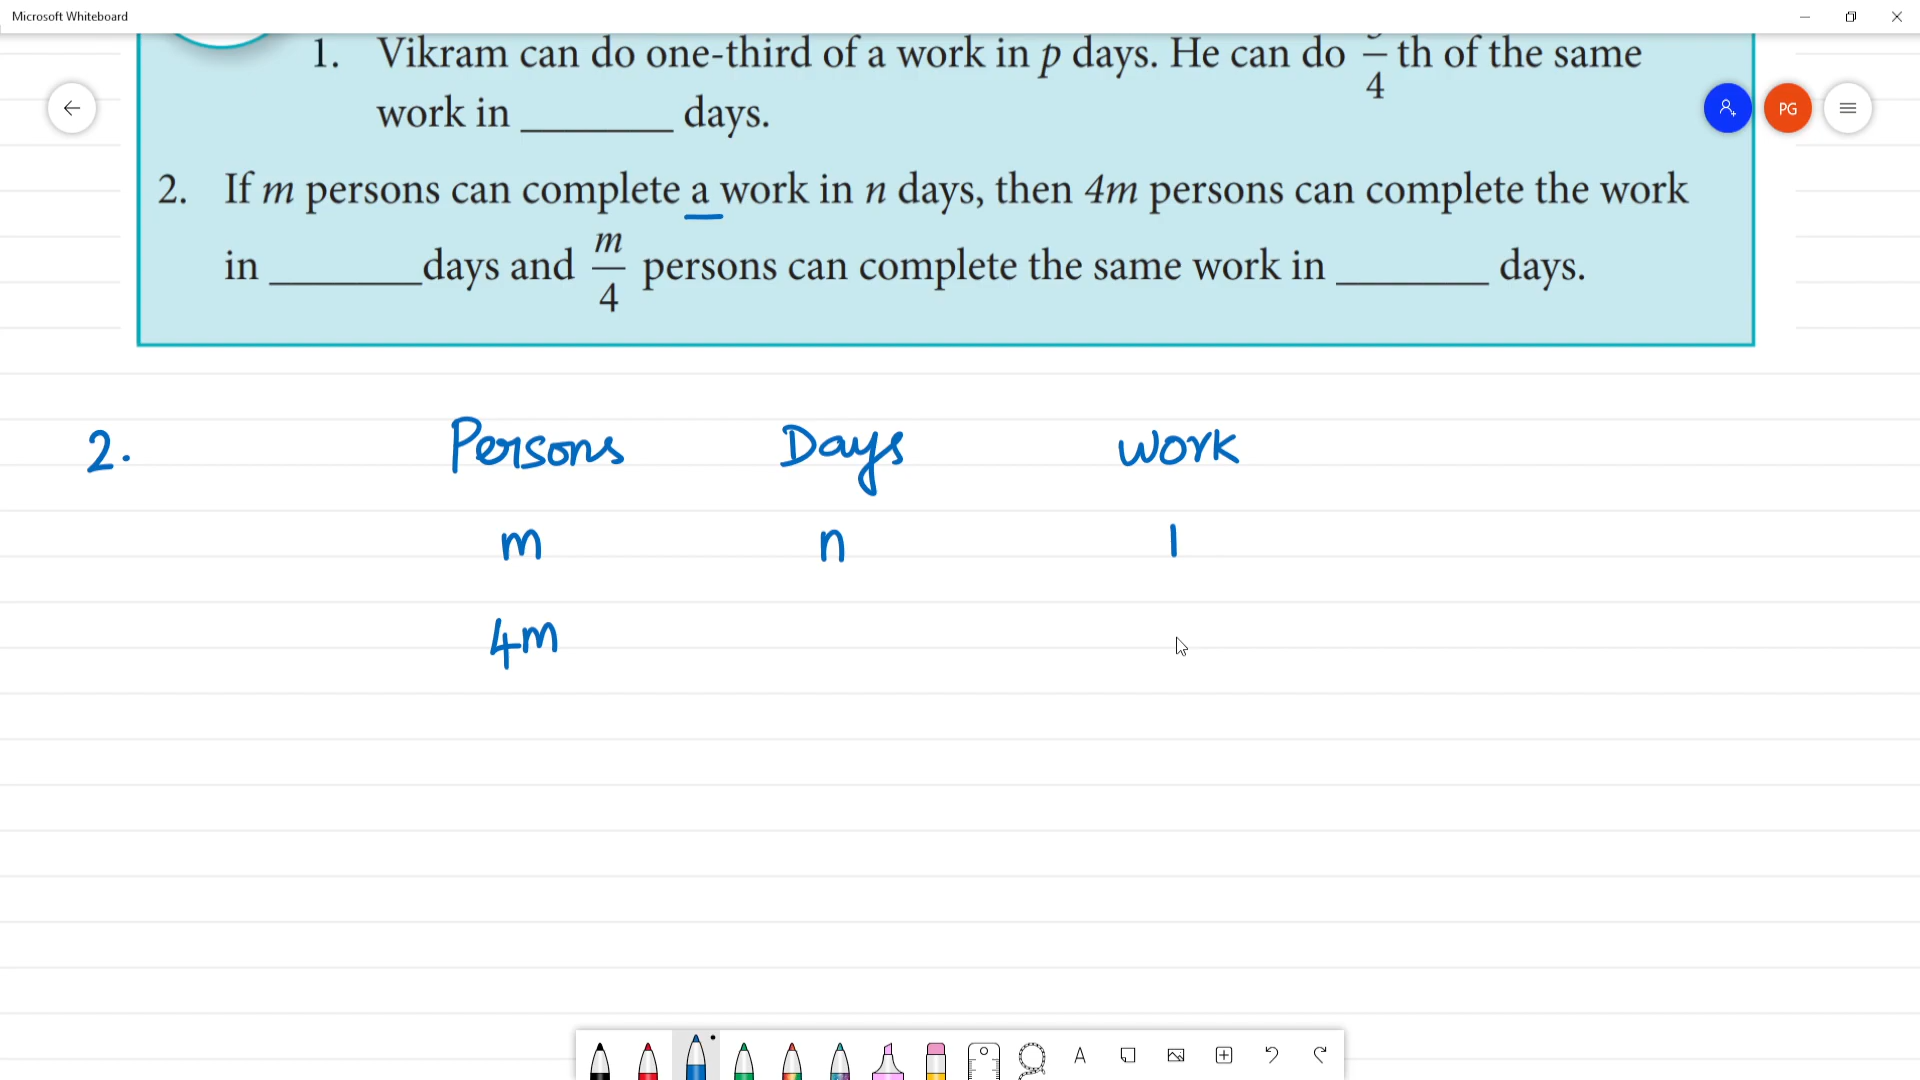 Microsoft Whiteboard
1. Vikram can do one-third of a work in p days. He can do /4 th of the same
work in ________ days.
PG
2. If m persons can complete a work in n days, then 4m persons can complete the work
in ________days and m/4 persons can complete the same work in ________ days.
2. Persons Days work
m n 1
4m
A